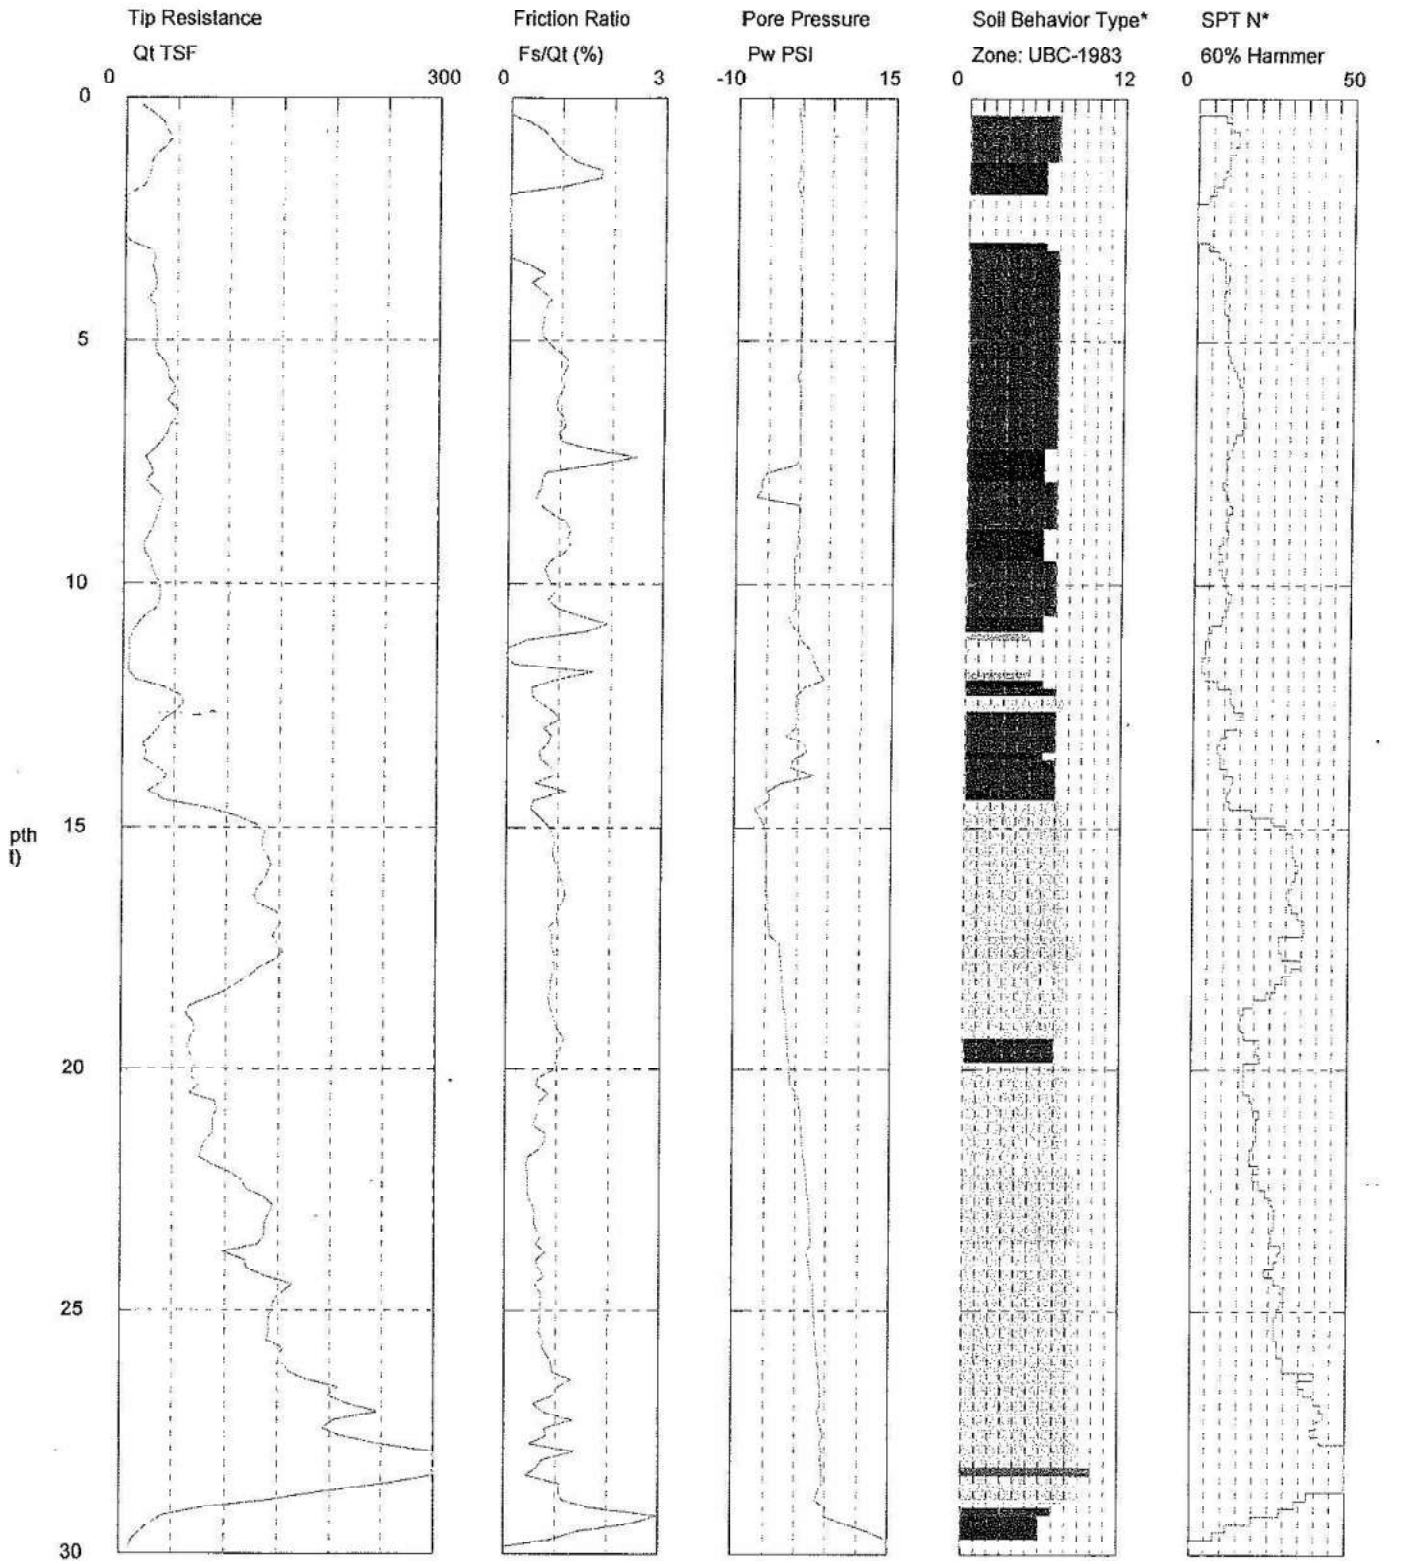 Tip Resistance Friction Ratio Pore Pressure Soil Behavior Type* SPT N*
Qt TSF Fs/Qt (%) Pw PSI Zone: UBC-1983 60% Hammer
0 300 0 3 -10 15 0 12 0 50
0
5
10
15
pth
t)
20
25
30